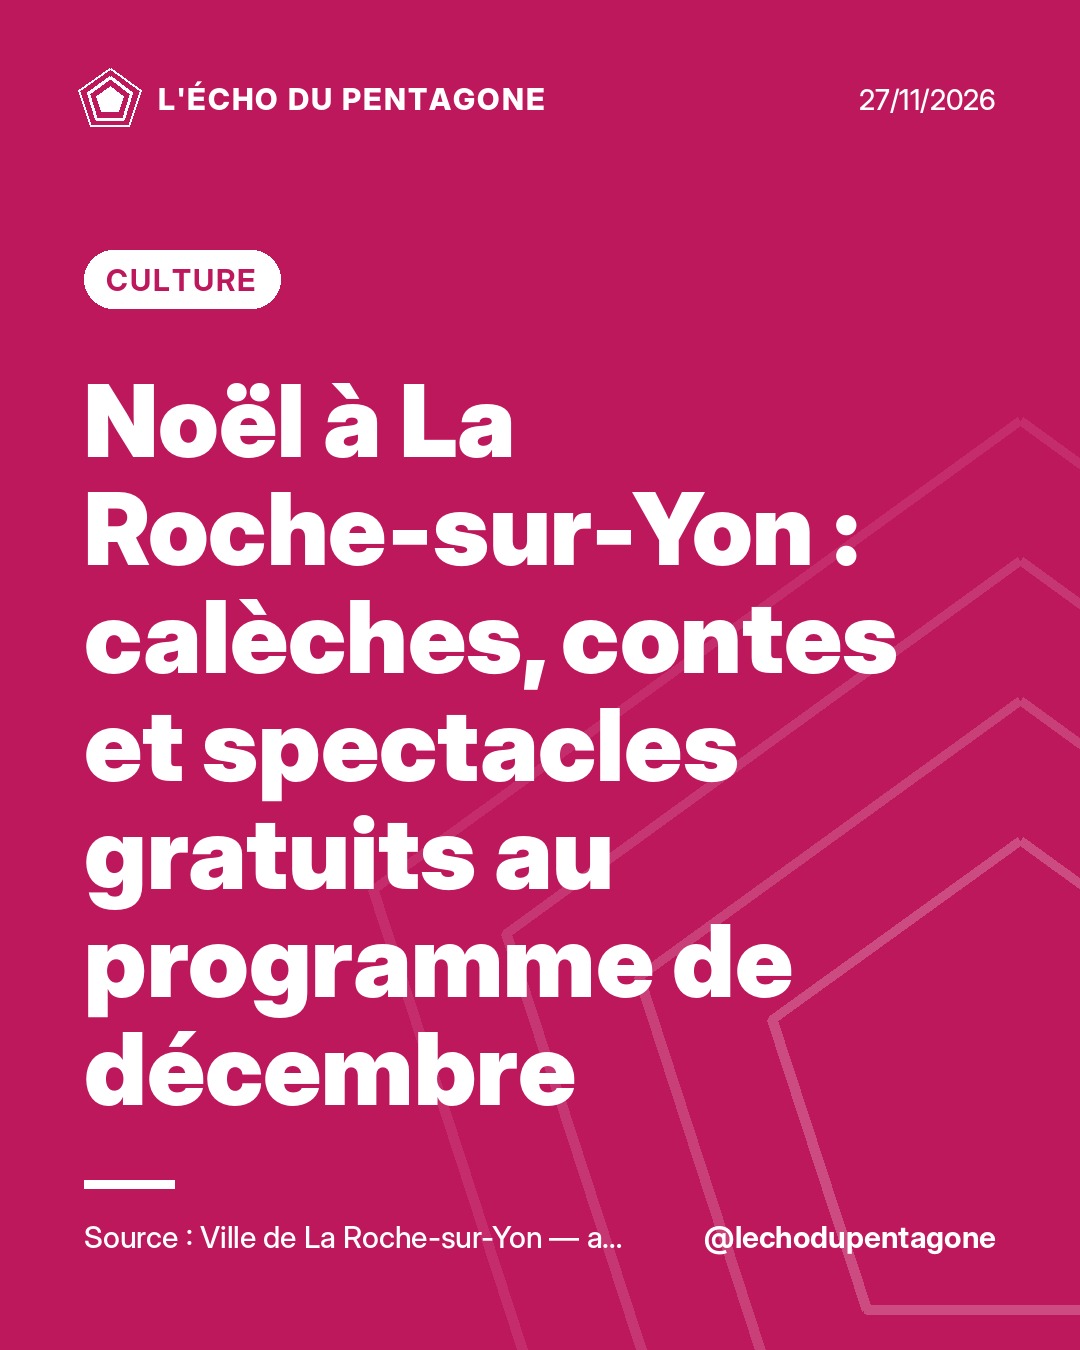 L'ÉCHO DU PENTAGONE
27/11/2026
CULTURE
Noël à La
Roche-sur-Yon :
calèches, contes
et spectacles
gratuits au
programme de
décembre
Source : Ville de La Roche-sur-Yon — a...
@lechodupentagone